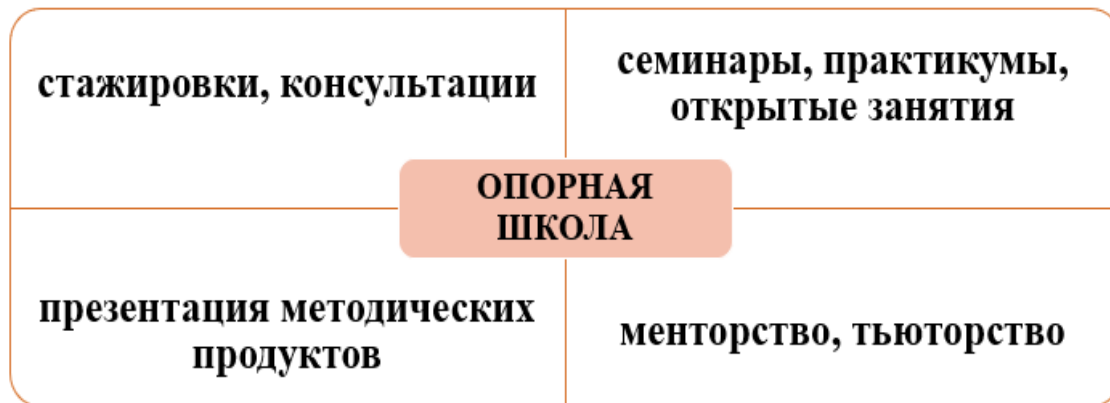 стажировки, консультации
семинары, практикумы,
открытые занятия
ОПОРНАЯ
ШКОЛА
презентация методических
продуктов
менторство, тьюторство